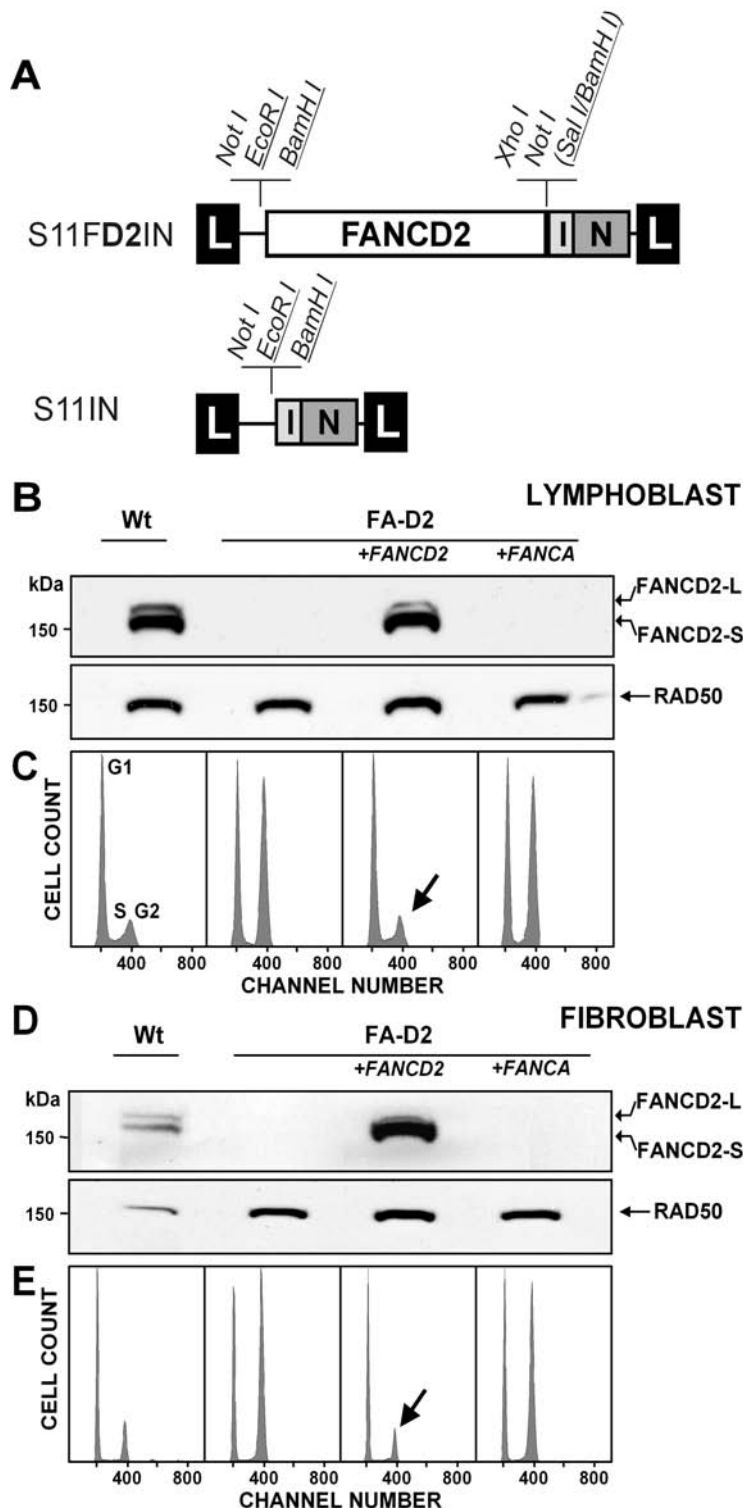 A
Not I
EcoR I
BamH I
Xho I
Not I
(Sal I/BamH I)
S11FD2IN
L
FANCD2
I
N
L
Not I
EcoR I
BamH I
S11IN
L
I
N
L
B
LYMPHOBLAST
Wt
FA-D2
+FANCD2
+FANCA
kDa
150
FANCD2-L
FANCD2-S
150
RAD50
C
CELL COUNT
G1
S G2
400 800 400 800 400 800 400 800
CHANNEL NUMBER
D
FIBROBLAST
Wt
FA-D2
+FANCD2
+FANCA
kDa
150
FANCD2-L
FANCD2-S
150
RAD50
E
CELL COUNT
400 800 400 800 400 800 400 800
CHANNEL NUMBER